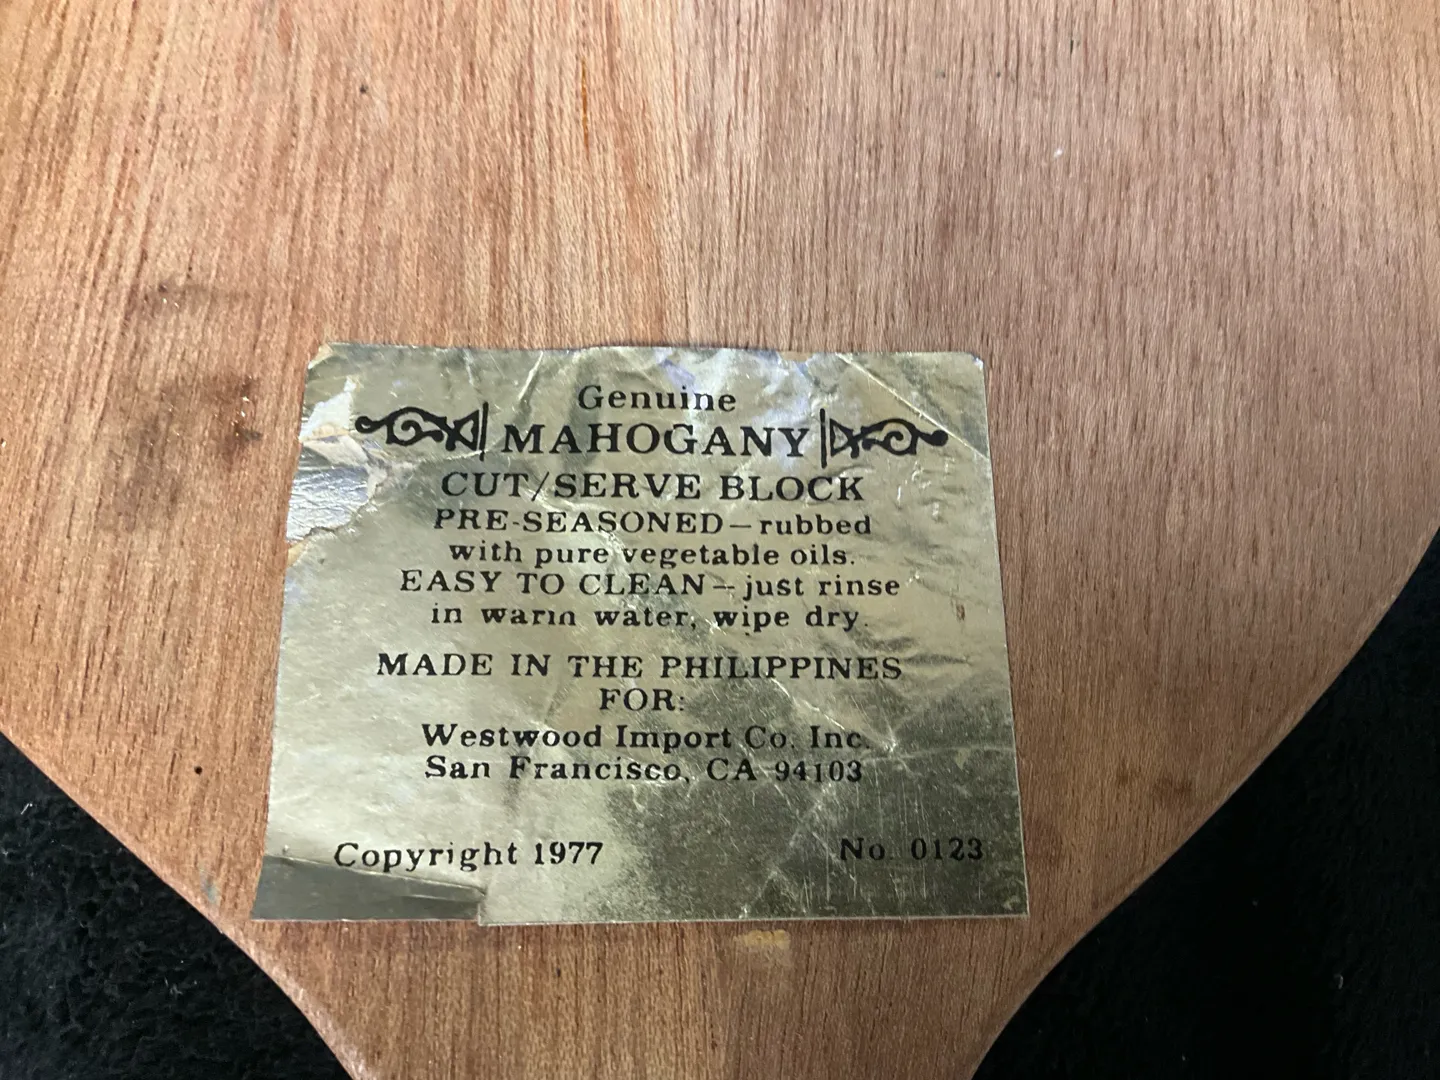 Genuine
MAHOGANY
CUT/SERVE BLOCK
PRE-SEASONED—rubbed
with pure vegetable oils.
EASY TO CLEAN—just rinse
in warm water, wipe dry.
MADE IN THE PHILIPPINES
FOR:
Westwood Import Co. Inc.
San Francisco, CA 94103
Copyright 1977 No. 0123